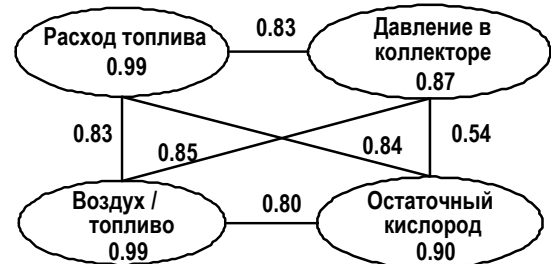 Расход топлива
0.99
0.83
Давление в
коллекторе
0.87
0.83
0.85
0.84
0.54
Воздух /
топливо
0.99
0.80
Остаточный
кислород
0.90